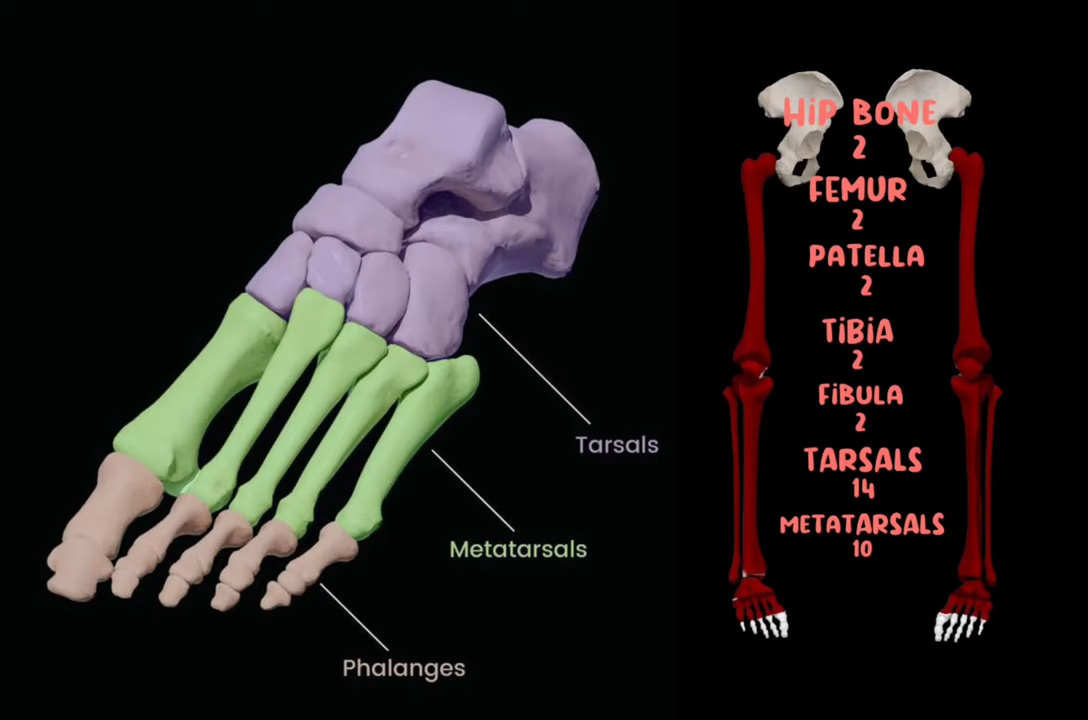 Tarsals
Metatarsals
Phalanges
HiP BONE
2
FEMUR
2
PATELLA
2
TiBiA
2
FiBULA
2
TARSALS
14
METATARSALS
10